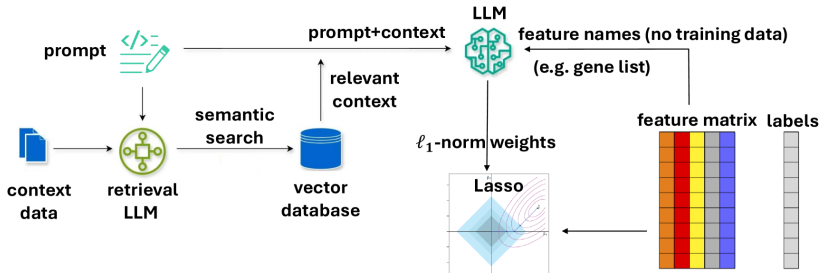 LLM
prompt+context
feature names (no training data)
prompt
(e.g. gene list)
relevant
context
semantic
search
feature matrix
labels
ℓ₁-norm weights
context
data
retrieval
LLM
vector
database
Lasso